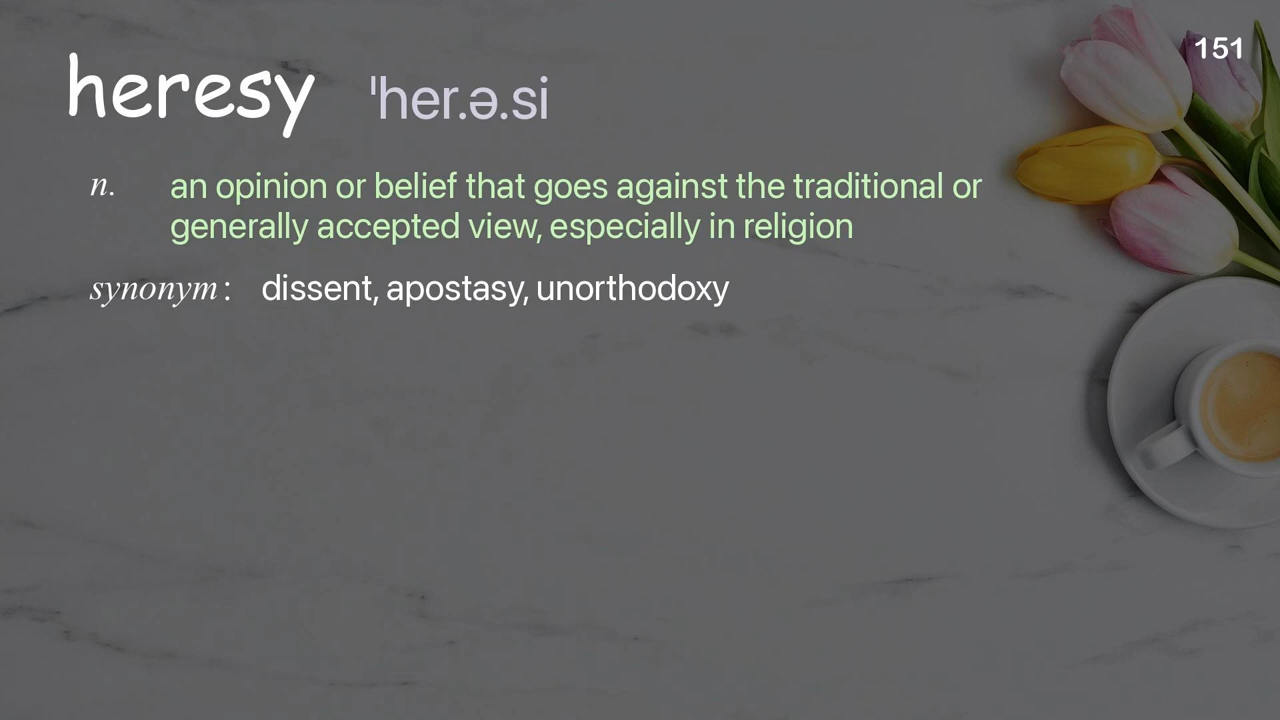 151
heresy ˈher.ə.si
n. an opinion or belief that goes against the traditional or
generally accepted view, especially in religion
synonym: dissent, apostasy, unorthodoxy